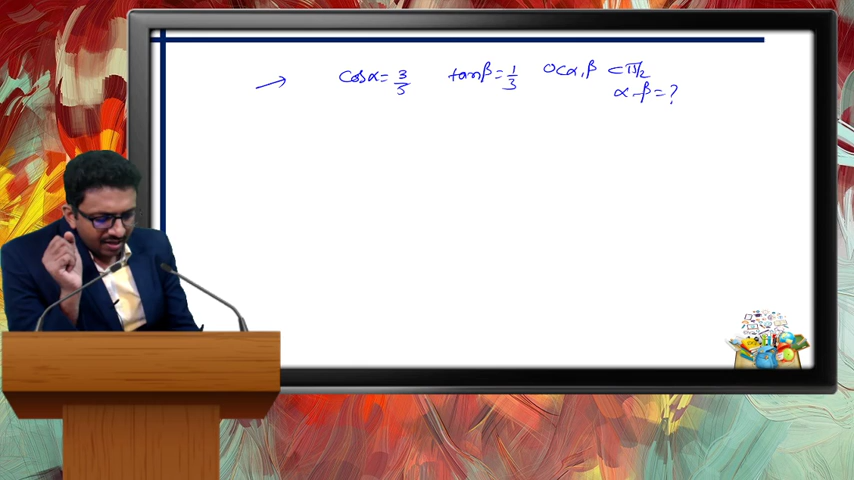 → cosα = 3/5 tanβ = 1/3 0<α,β <π/2
α-β = ?